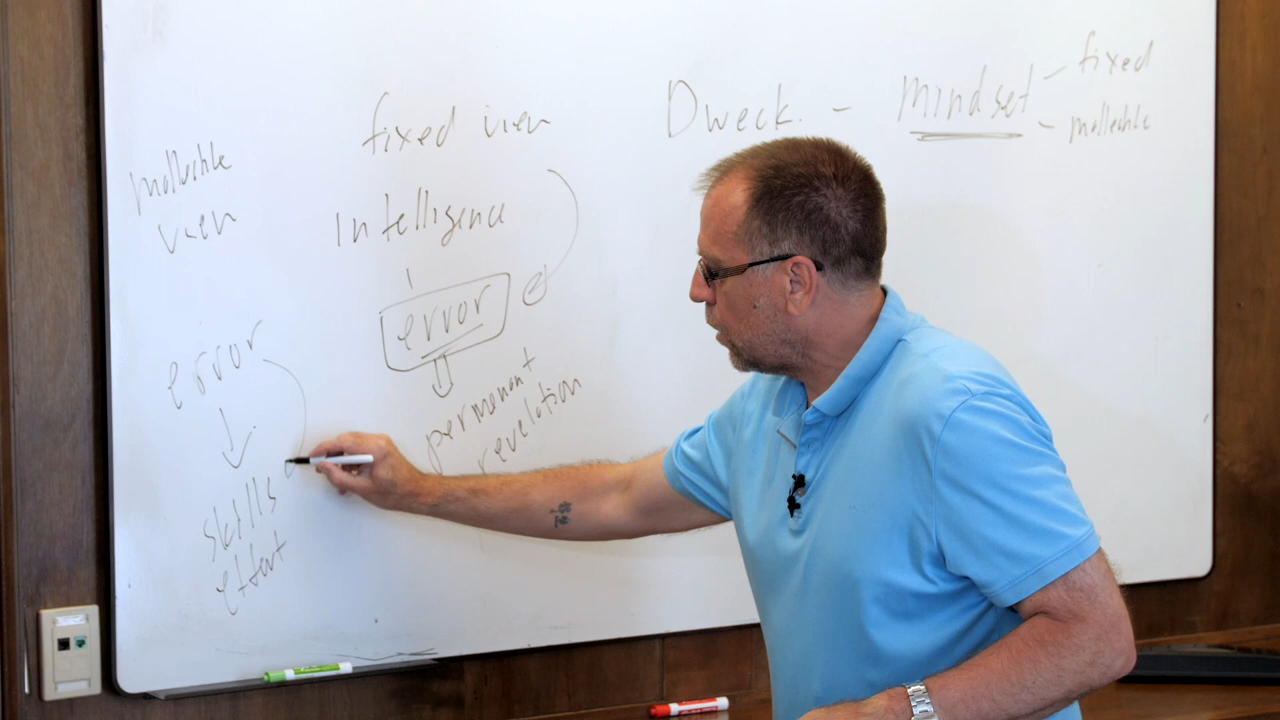 Dweck. - mindset - fixed
- malleable
fixed view
Intelligence
error
permanent
revelation
malleable
view
error
skills
effort